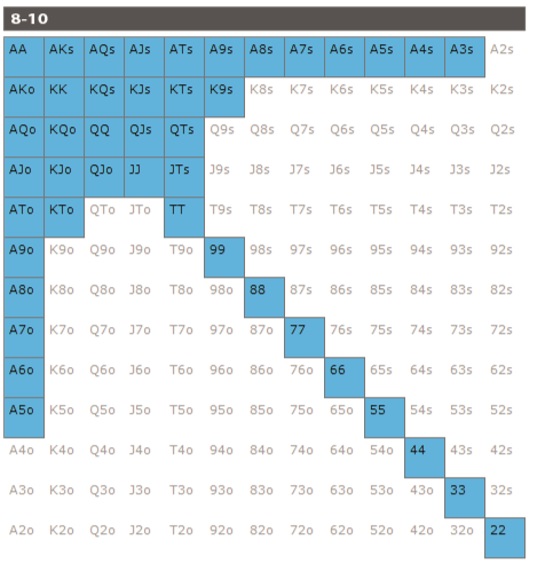 8-10
AA AKs AQs AJs ATs A9s A8s A7s A6s A5s A4s A3s A2s
AKo KK KQs KJs KTs K9s K8s K7s K6s K5s K4s K3s K2s
AQo KQo QQ QJs QTs Q9s Q8s Q7s Q6s Q5s Q4s Q3s Q2s
AJo KJo QJo JJ JTs J9s J8s J7s J6s J5s J4s J3s J2s
ATo KTo QTo JTo TT T9s T8s T7s T6s T5s T4s T3s T2s
A9o K9o Q9o J9o T9o 99 98s 97s 96s 95s 94s 93s 92s
A8o K8o Q8o J8o T8o 98o 88 87s 86s 85s 84s 83s 82s
A7o K7o Q7o J7o T7o 97o 87o 77 76s 75s 74s 73s 72s
A6o K6o Q6o J6o T6o 96o 86o 76o 66 65s 64s 63s 62s
A5o K5o Q5o J5o T5o 95o 85o 75o 65o 55 54s 53s 52s
A4o K4o Q4o J4o T4o 94o 84o 74o 64o 54o 44 43s 42s
A3o K3o Q3o J3o T3o 93o 83o 73o 63o 53o 43o 33 32s
A2o K2o Q2o J2o T2o 92o 82o 72o 62o 52o 42o 32o 22